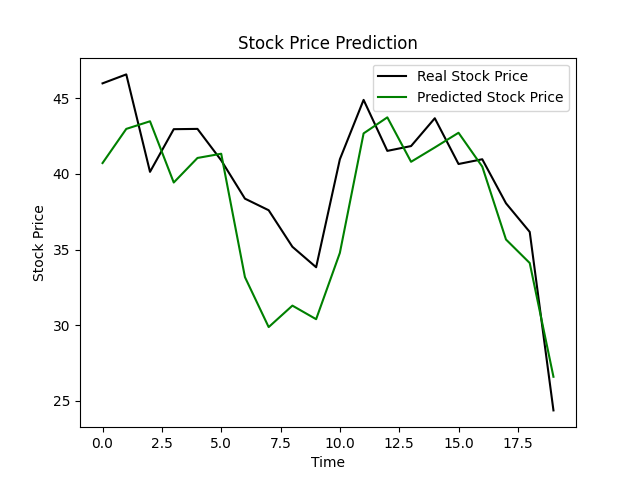 Stock Price Prediction
Real Stock Price
Predicted Stock Price
45
40
35
30
25
Stock Price
0.0 2.5 5.0 7.5 10.0 12.5 15.0 17.5
Time